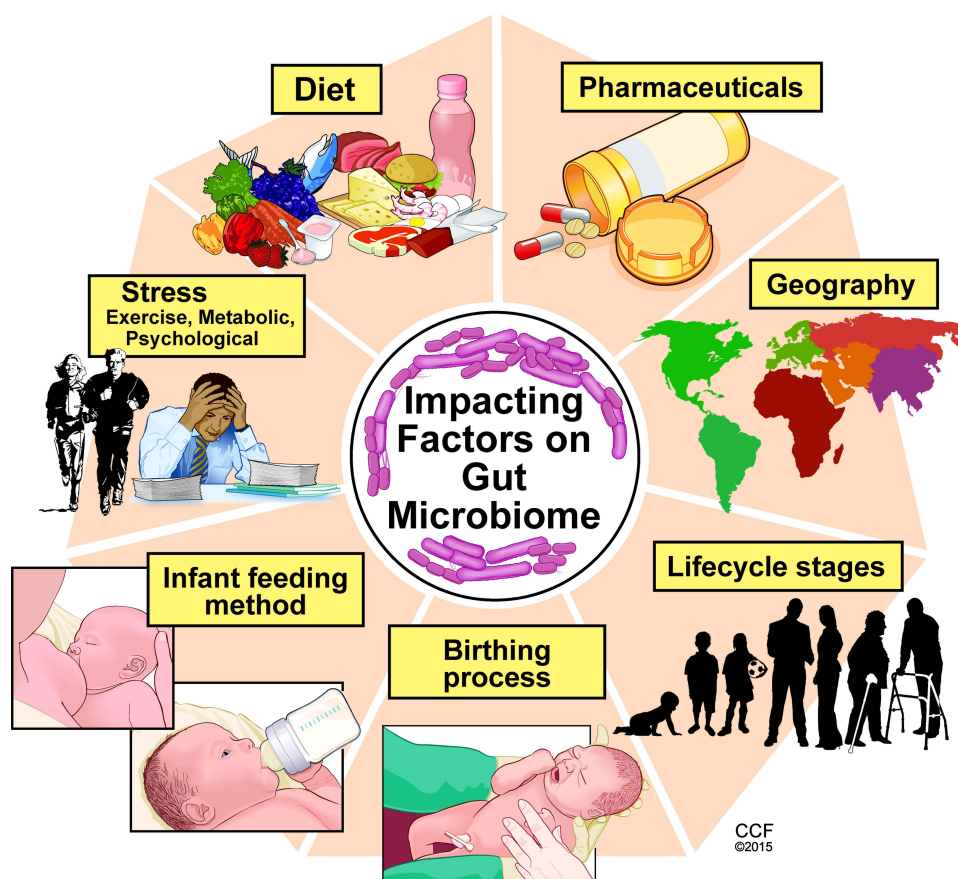 Diet
Pharmaceuticals
Stress
Exercise, Metabolic,
Psychological
Geography
Impacting
Factors on
Gut
Microbiome
Infant feeding
method
Birthing
process
Lifecycle stages
CCF
©2015